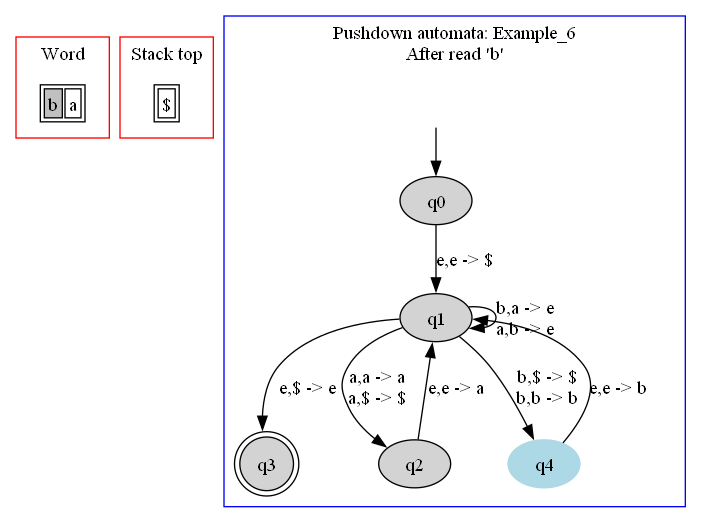 Word
b a
Stack top
$
Pushdown automata: Example_6
After read 'b'
q0
e,e -> $
q1
b,a -> e
a,b -> e
e,$ -> e
a,a -> a
a,$ -> $
e,e -> a
b,$ -> $
b,b -> b
e,e -> b
q3
q2
q4